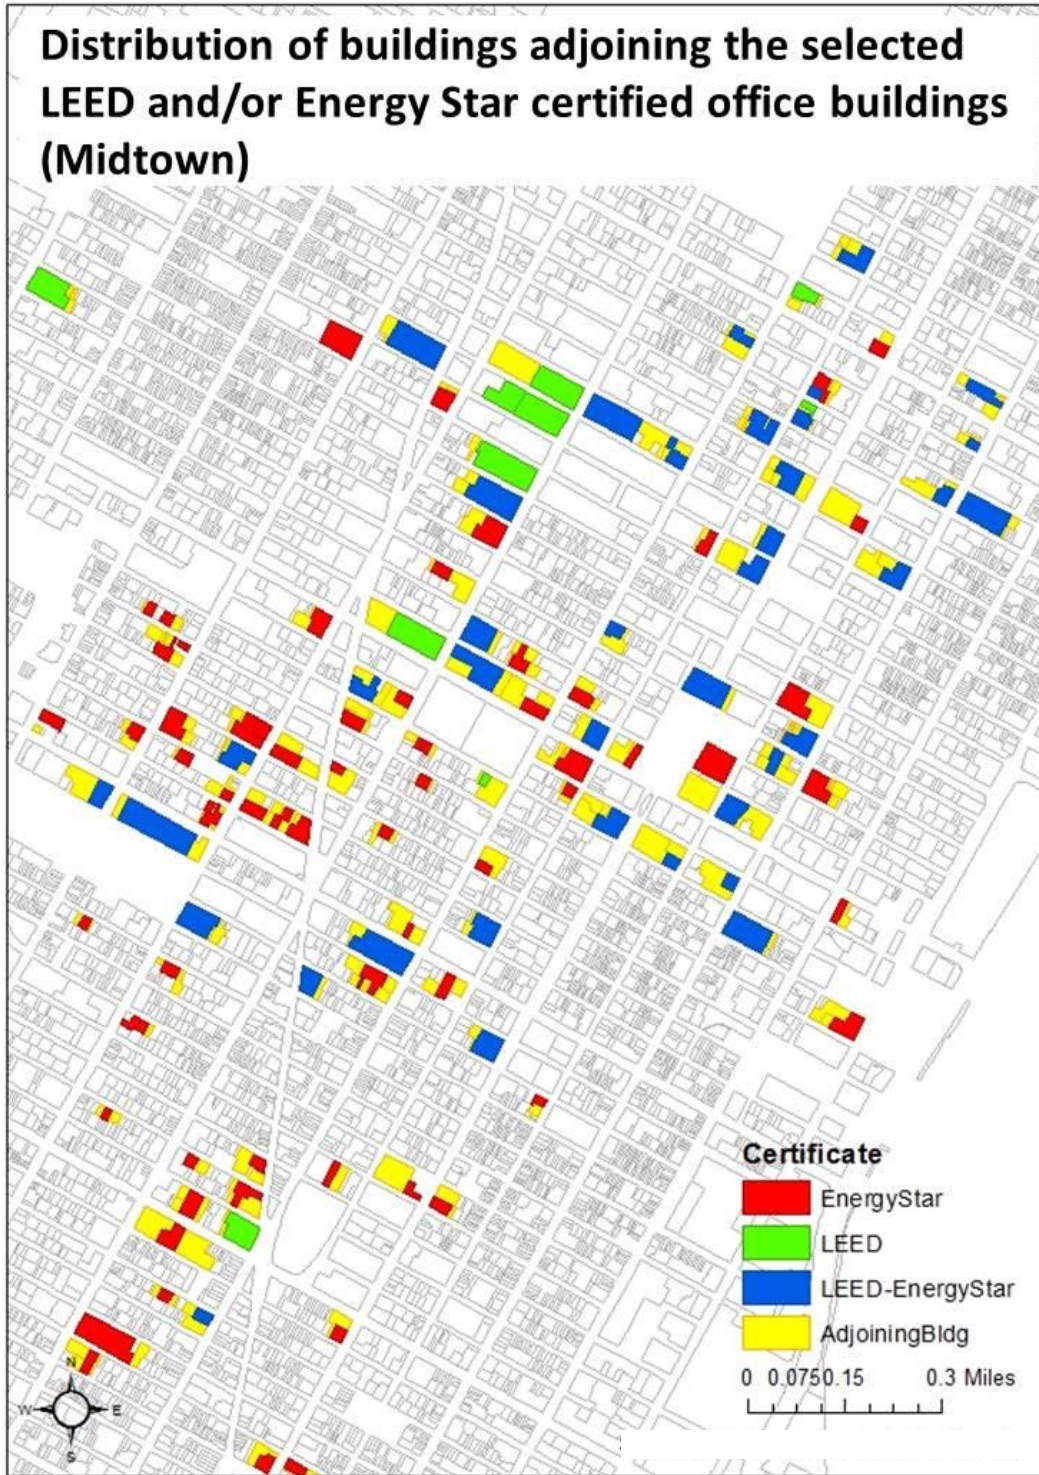 Distribution of buildings adjoining the selected
LEED and/or Energy Star certified office buildings
(Midtown)
Certificate
EnergyStar
LEED
LEED-EnergyStar
AdjoiningBldg
0 0.0750.15 0.3 Miles
N
W E
S